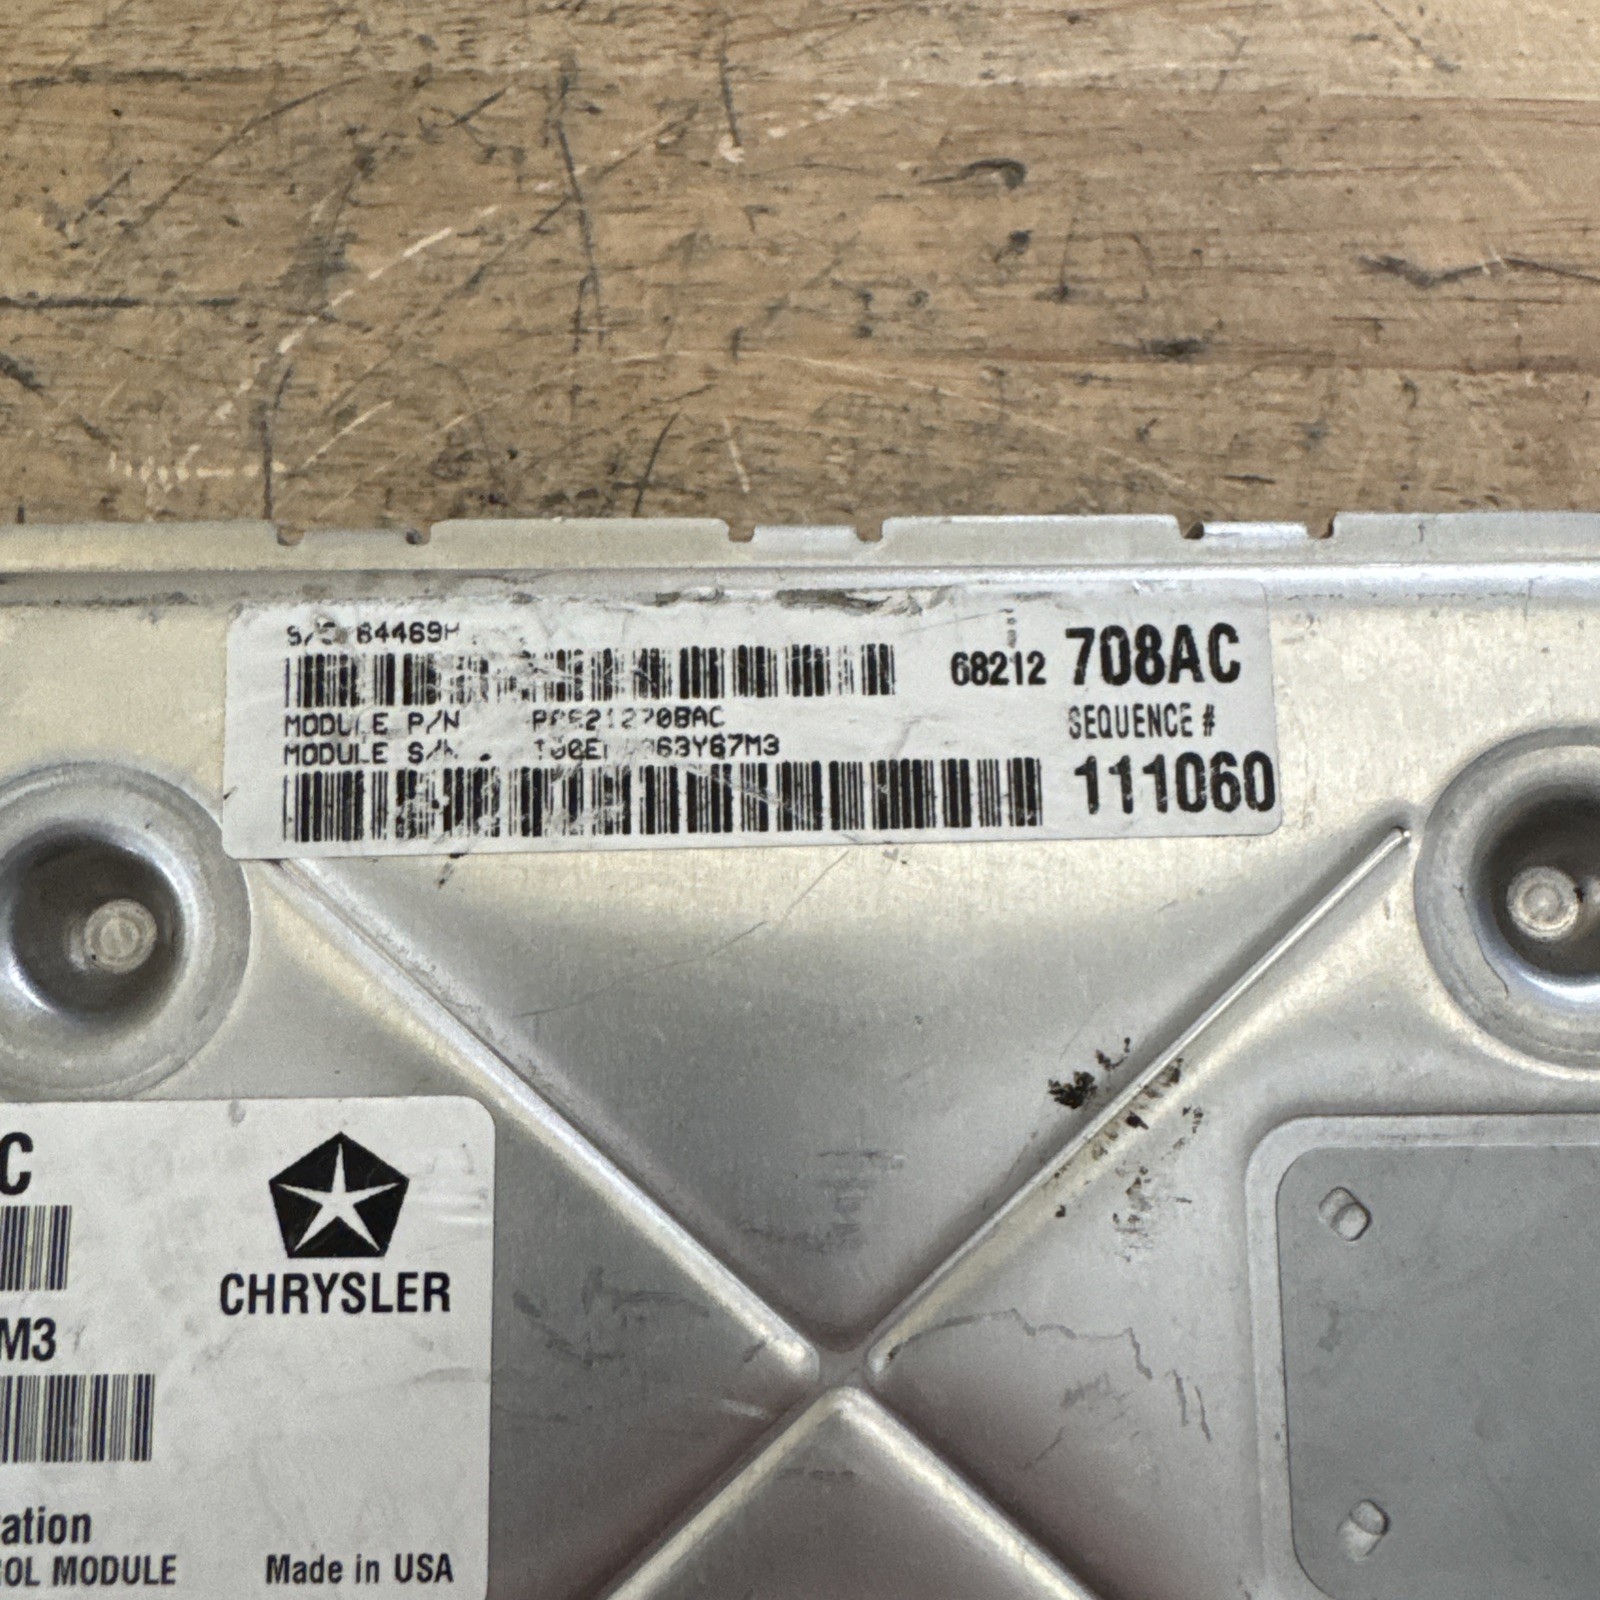 68212 708AC
MODULE P/N
SEQUENCE #
MODULE S/N
111060
C
CHRYSLER
M3
ation
OL MODULE Made in USA